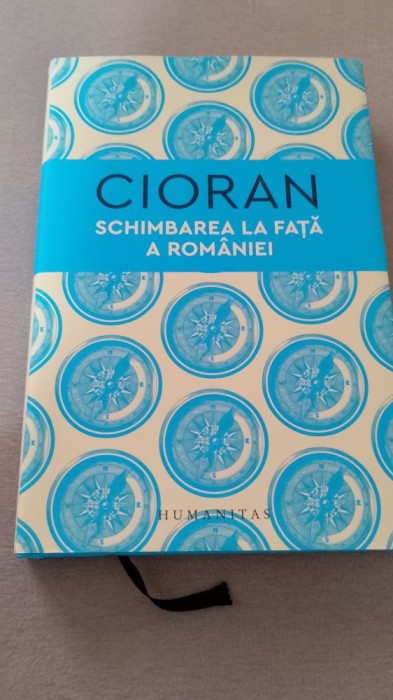 CIORAN
SCHIMBAREA LA FAȚĂ
A ROMÂNIEI
HUMANITAS